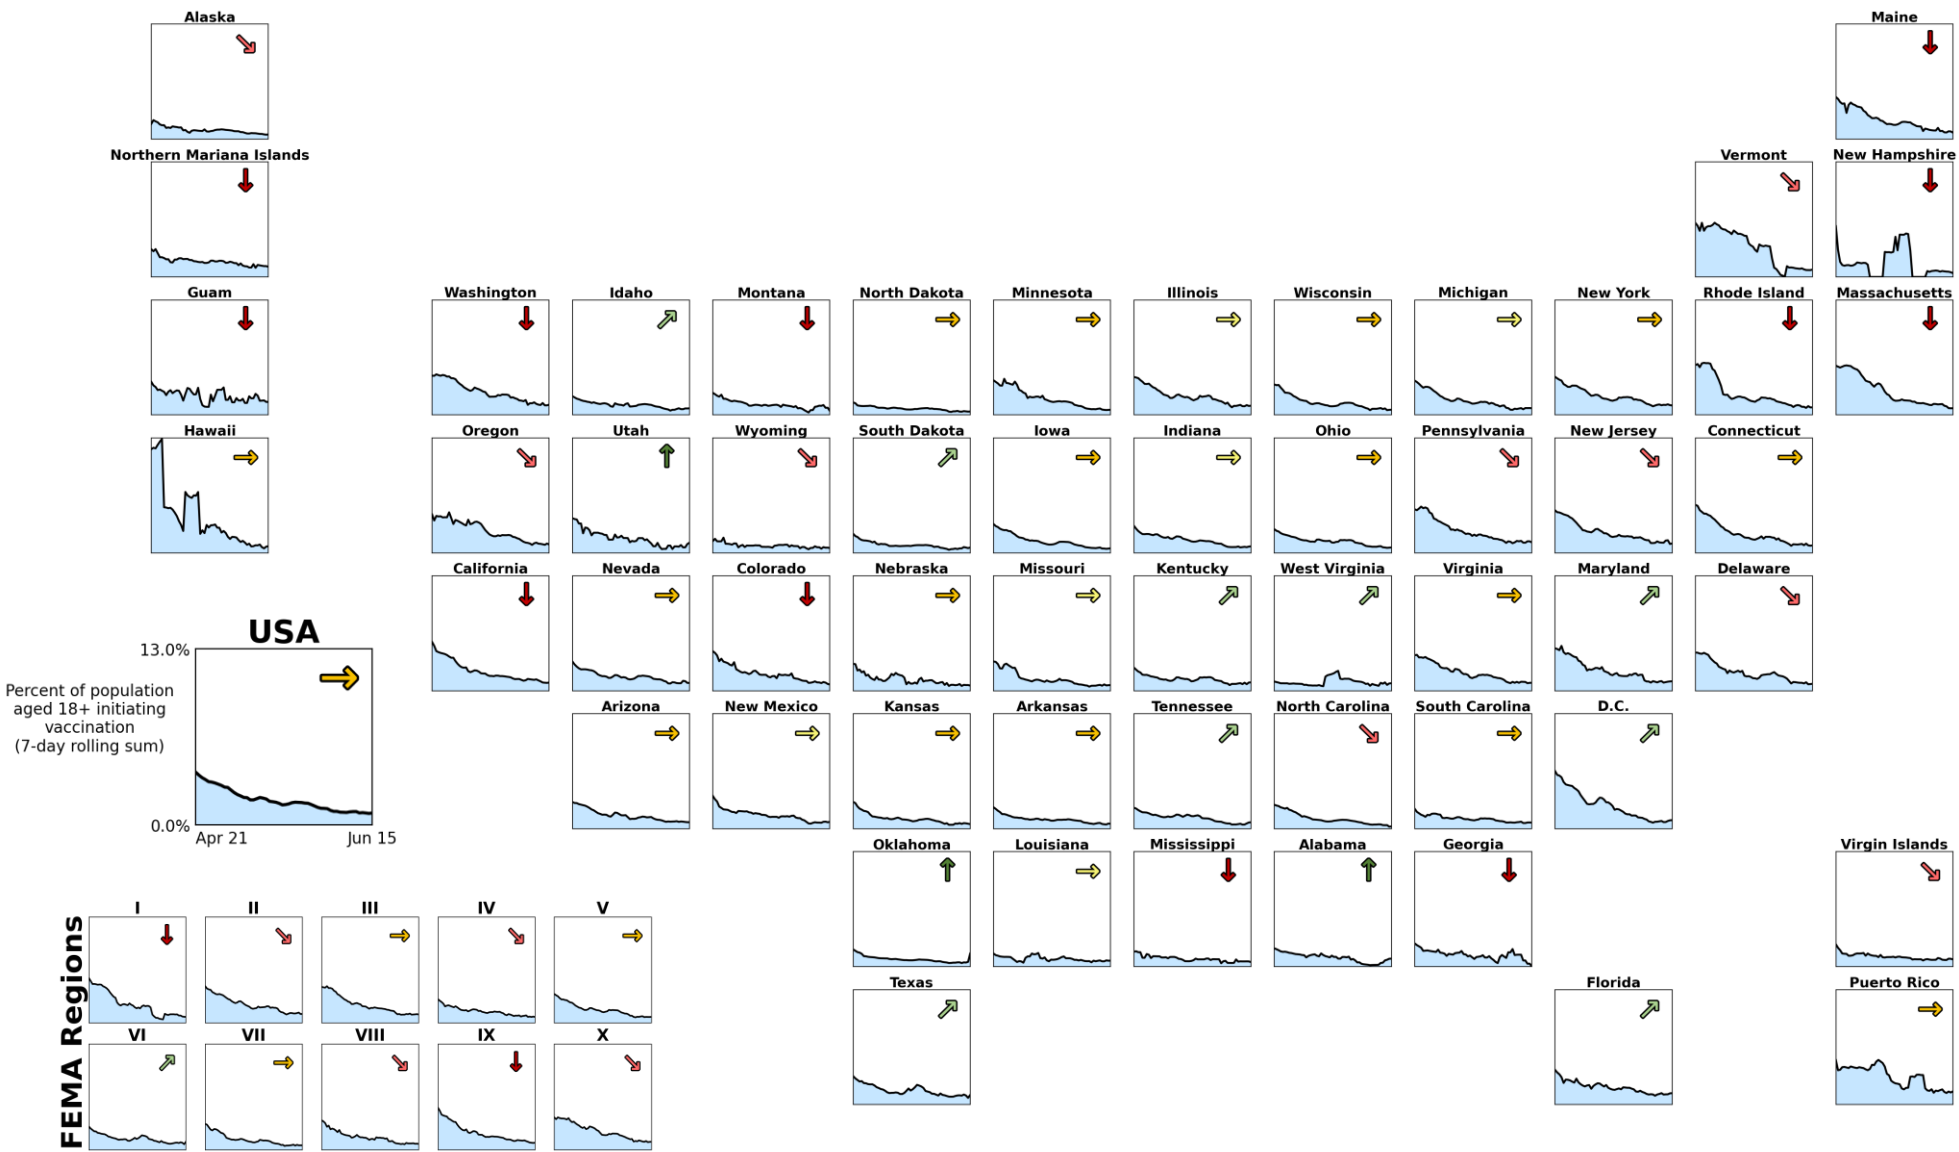 Alaska
Maine
Northern Mariana Islands
Vermont
New Hampshire
Guam
Washington
Idaho
Montana
North Dakota
Minnesota
Illinois
Wisconsin
Michigan
New York
Rhode Island
Massachusetts
Hawaii
Oregon
Utah
Wyoming
South Dakota
Iowa
Indiana
Ohio
Pennsylvania
New Jersey
Connecticut
California
Nevada
Colorado
Nebraska
Missouri
Kentucky
West Virginia
Virginia
Maryland
Delaware
USA
13.0%
Percent of population
aged 18+ initiating
vaccination
(7-day rolling sum)
0.0%
Apr 21
Jun 15
Arizona
New Mexico
Kansas
Arkansas
Tennessee
North Carolina
South Carolina
D.C.
Oklahoma
Louisiana
Mississippi
Alabama
Georgia
Virgin Islands
Texas
Florida
Puerto Rico
FEMA Regions
I
II
III
IV
V
VI
VII
VIII
IX
X